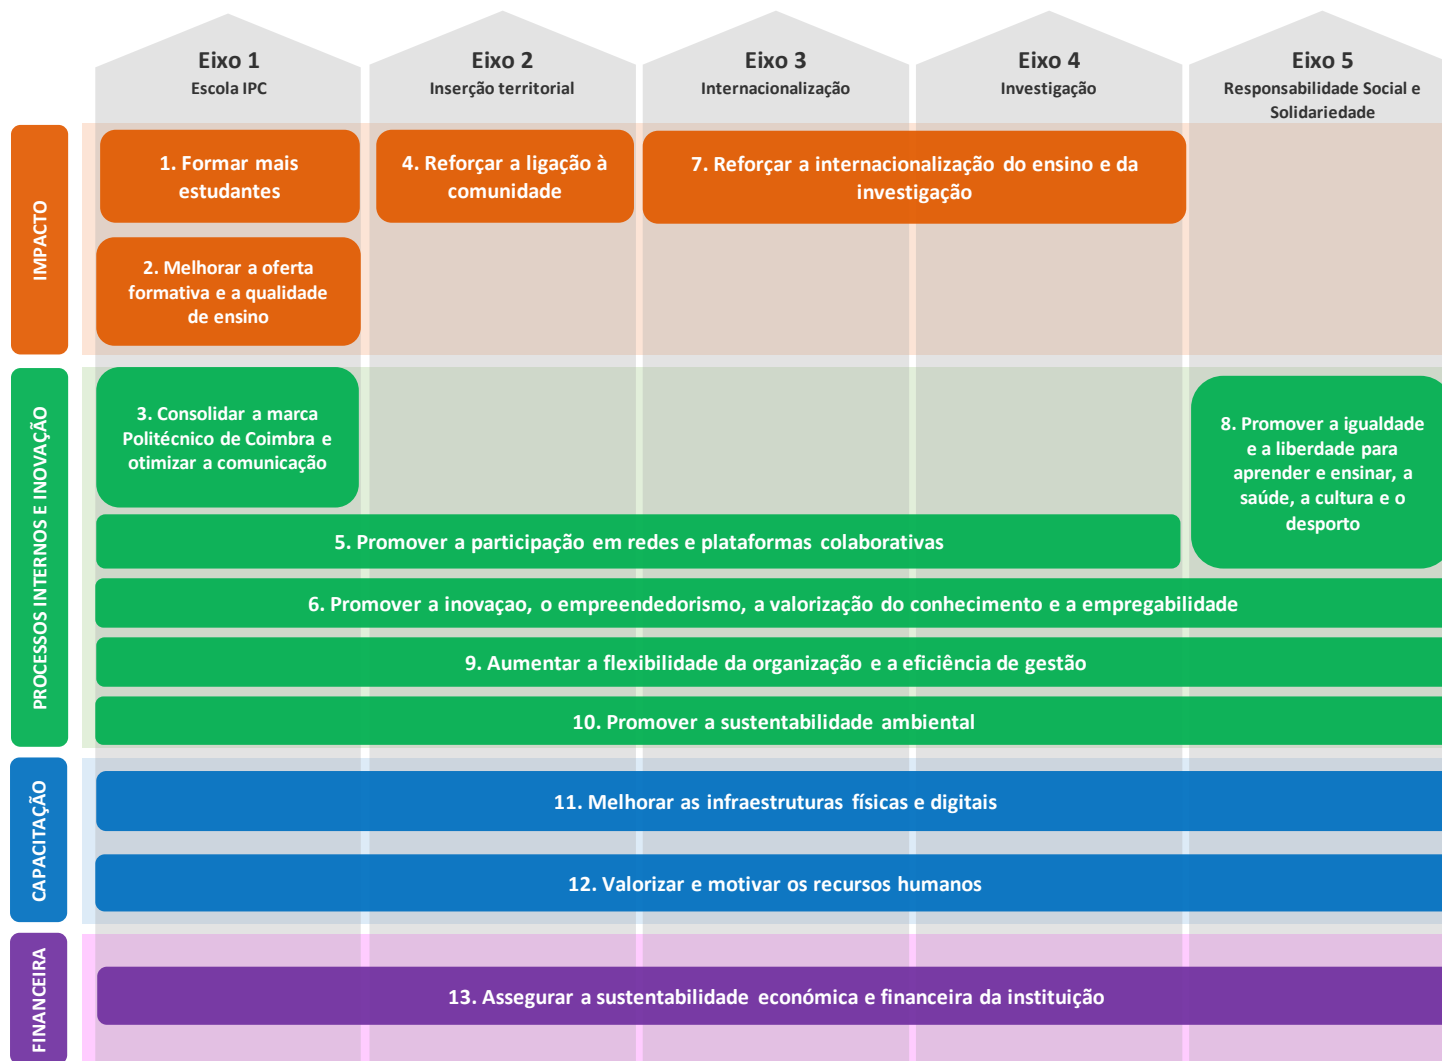 Eixo 1
Escola IPC
Eixo 2
Inserção territorial
Eixo 3
Internacionalização
Eixo 4
Investigação
Eixo 5
Responsabilidade Social e
Solidariedade
IMPACTO
1. Formar mais
estudantes
4. Reforçar a ligação à
comunidade
7. Reforçar a internacionalização do ensino e da
investigação
2. Melhorar a oferta
formativa e a qualidade
de ensino
PROCESSOS INTERNOS E INOVAÇÃO
3. Consolidar a marca
Politécnico de Coimbra e
otimizar a comunicação
8. Promover a igualdade
e a liberdade para
aprender e ensinar, a
saúde, a cultura e o
desporto
5. Promover a participação em redes e plataformas colaborativas
6. Promover a inovaçao, o empreendedorismo, a valorização do conhecimento e a empregabilidade
9. Aumentar a flexibilidade da organização e a eficiência de gestão
10. Promover a sustentabilidade ambiental
CAPACITAÇÃO
11. Melhorar as infraestruturas físicas e digitais
12. Valorizar e motivar os recursos humanos
FINANCEIRA
13. Assegurar a sustentabilidade económica e financeira da instituição